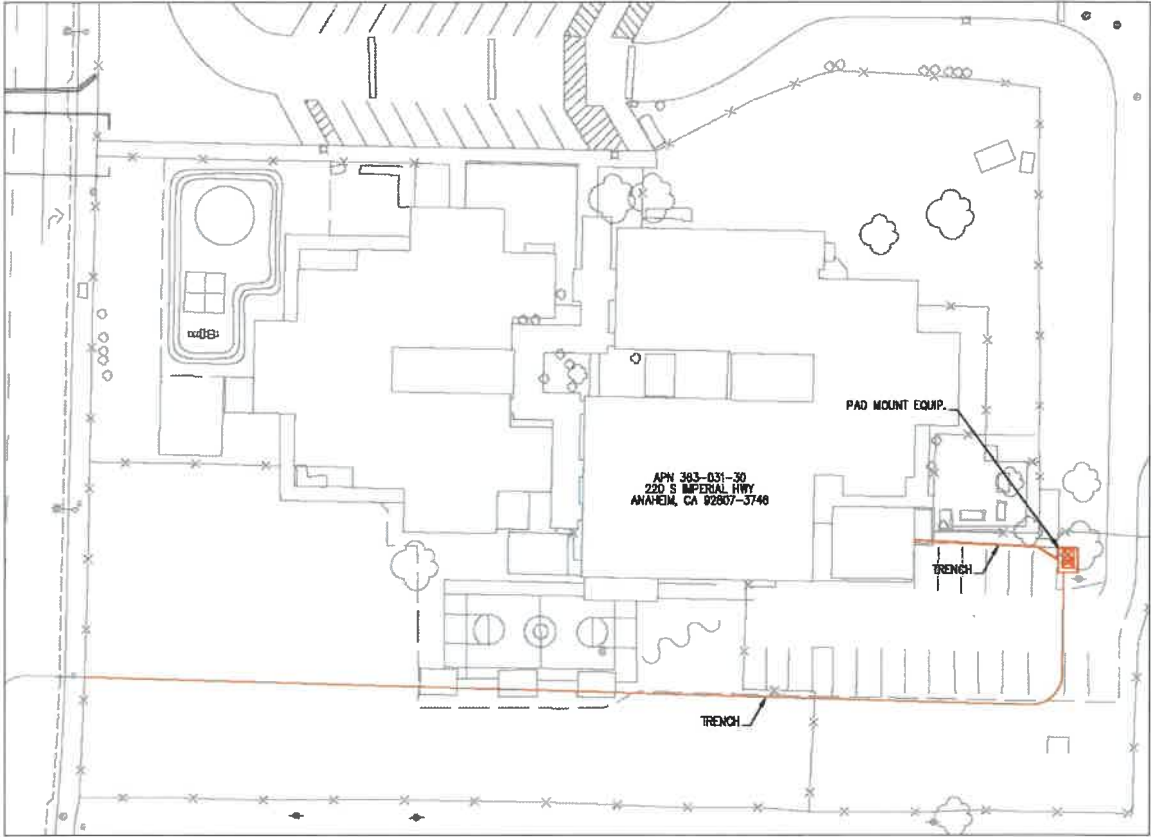 PAD MOUNT EQUIP.
APN 383-031-30
220 S IMPERIAL HWY
ANAHEIM, CA 92807-3746
TRENCH
TRENCH